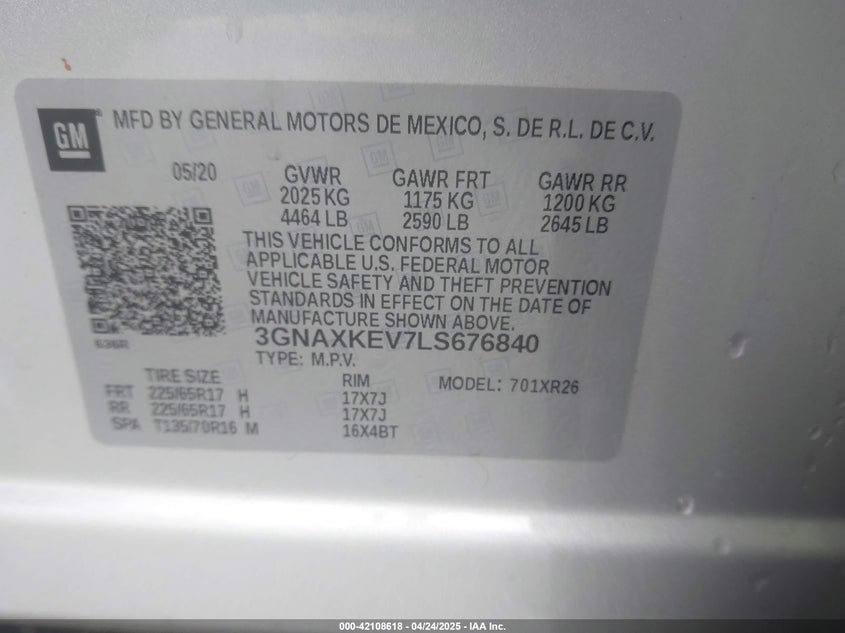 GM
MFD BY GENERAL MOTORS DE MEXICO, S. DE R.L. DE C.V.
05/20 GVWR GAWR FRT GAWR RR
2025 KG 1175 KG 1200 KG
4464 LB 2590 LB 2645 LB
THIS VEHICLE CONFORMS TO ALL
APPLICABLE U.S. FEDERAL MOTOR
VEHICLE SAFETY AND THEFT PREVENTION
STANDARDS IN EFFECT ON THE DATE OF
MANUFACTURE SHOWN ABOVE.
636R 3GNAXKEV7LS676840
TYPE: M.P.V.
TIRE SIZE RIM MODEL: 701XR26
FRT 225/65R17 H 17X7J
RR 225/65R17 H 17X7J
SPA T135/70R16 M 16X4BT
000-42108618 - 04/24/2025 - IAA Inc.